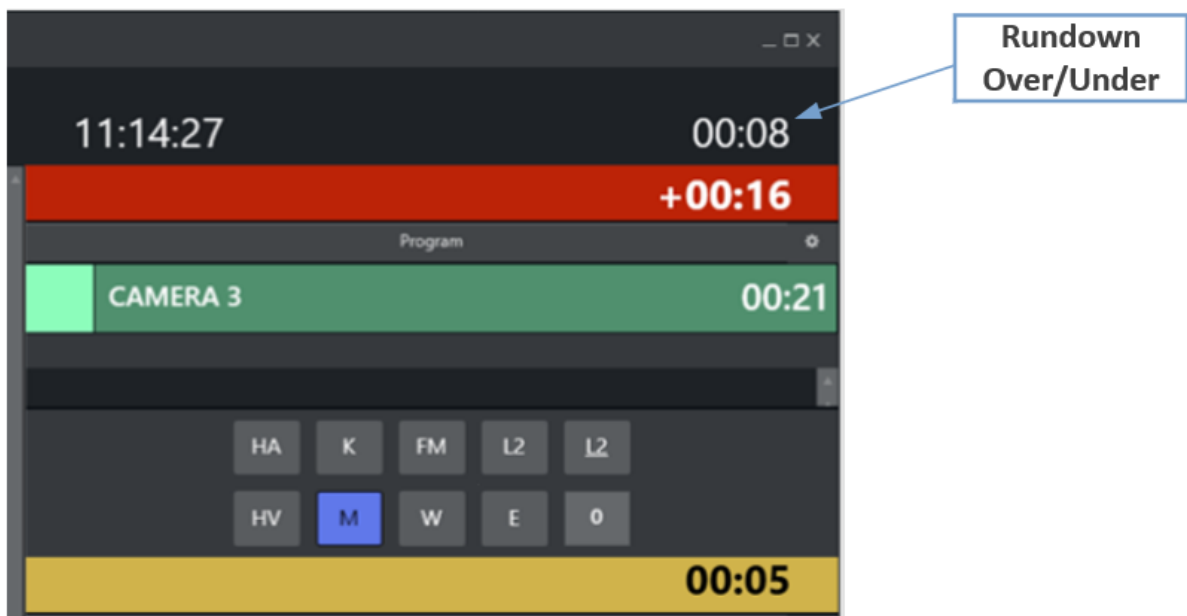 Rundown
Over/Under
11:14:27 00:08
+00:16
Program
CAMERA 3 00:21
HA K FM L2 L2
HV M W E 0
00:05